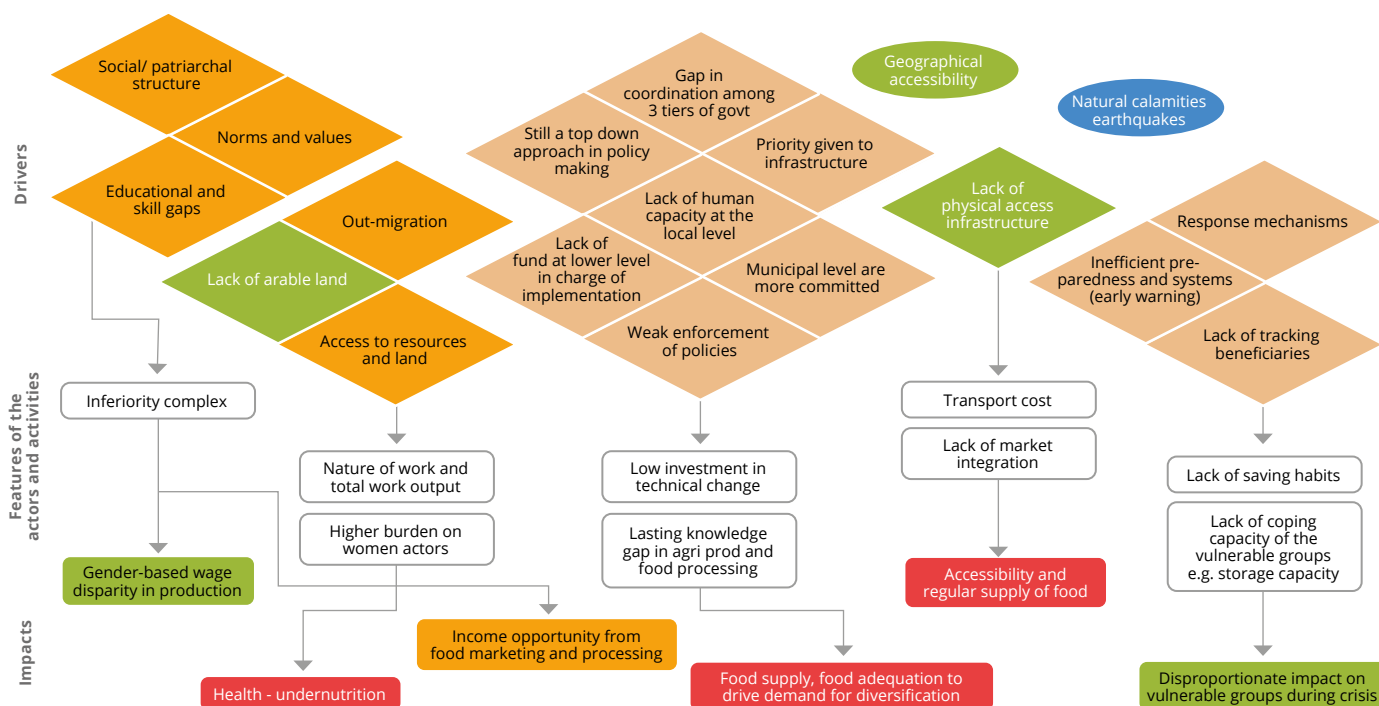 Drivers
Social/ patriarchal
structure
Norms and values
Educational and
skill gaps
Out-migration
Lack of arable land
Access to resources
and land
Gap in
coordination among
3 tiers of govt
Still a top down
approach in policy
making
Priority given to
infrastructure
Lack of human
capacity at the
local level
Lack of
fund at lower level
in charge of
implementation
Municipal level are
more committed
Weak enforcement
of policies
Geographical
accessibility
Natural calamities
earthquakes
Lack of
physical access
infrastructure
Response mechanisms
Inefficient pre-
paredness and systems
(early warning)
Lack of tracking
beneficiaries
Features of the
actors and activities
Inferiority complex
Nature of work and
total work output
Higher burden on
women actors
Low investment in
technical change
Lasting knowledge
gap in agri prod and
food processing
Transport cost
Lack of market
integration
Lack of saving habits
Lack of coping
capacity of the
vulnerable groups
e.g. storage capacity
Impacts
Gender-based wage
disparity in production
Health - undernutrition
Income opportunity from
food marketing and processing
Food supply, food adequation to
drive demand for diversification
Accessibility and
regular supply of food
Disproportionate impact on
vulnerable groups during crisis